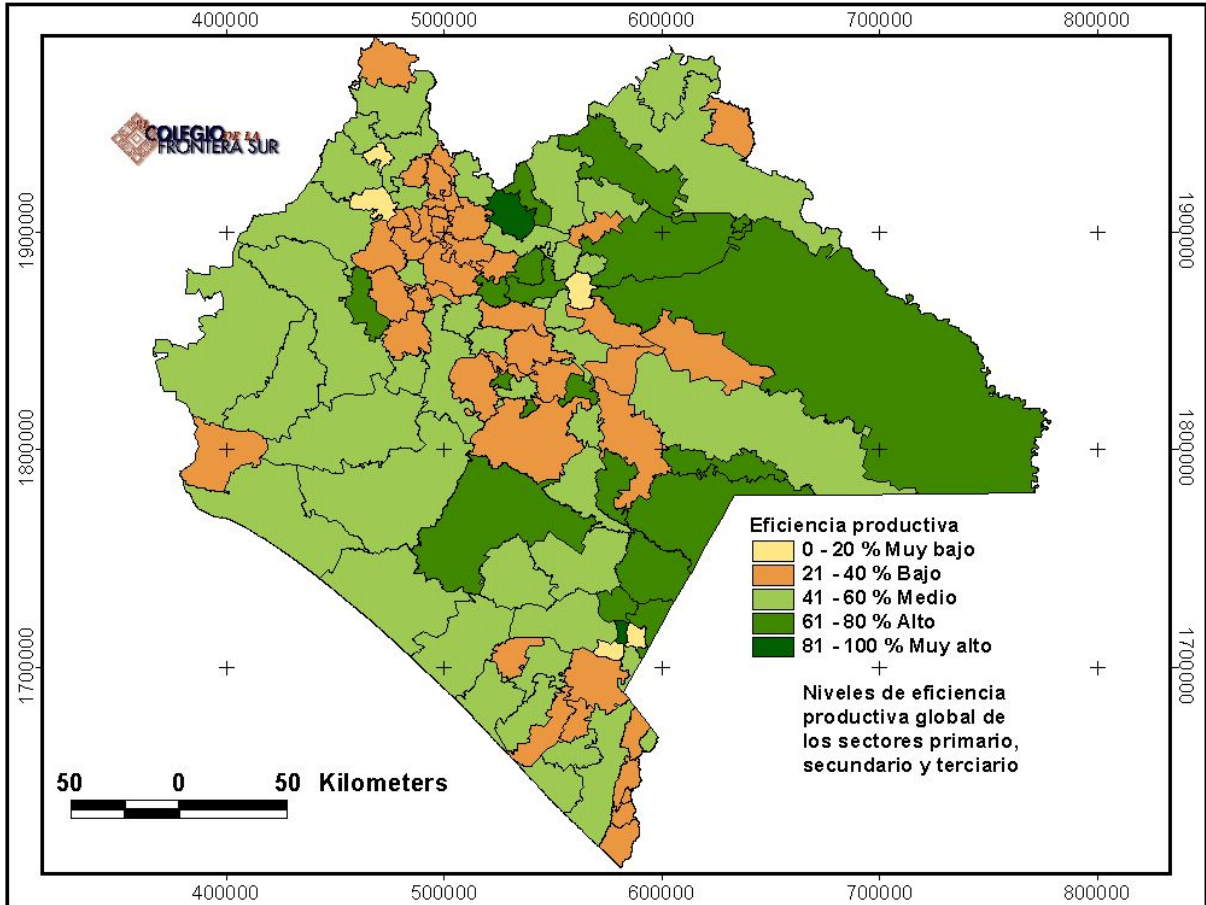 400000 500000 600000 700000 800000
EL
COLEGIO DE LA
FRONTERA SUR
1900000 1900000
1800000 1800000
Eficiencia productiva
0 - 20 % Muy bajo
21 - 40 % Bajo
41 - 60 % Medio
61 - 80 % Alto
81 - 100 % Muy alto
1700000 1700000
Niveles de eficiencia
productiva global de
los sectores primario,
secundario y terciario
50 0 50 Kilometers
400000 500000 600000 700000 800000